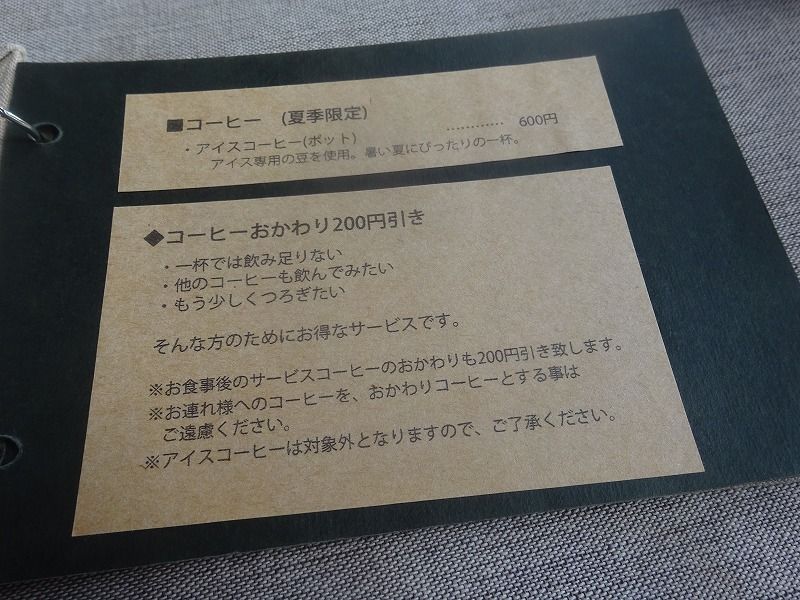 ■コーヒー　(夏季限定)
・アイスコーヒー(ポット) ………… 600円
アイス専用の豆を使用。暑い夏にぴったりの一杯。
◆コーヒーおかわり200円引き
・一杯では飲み足りない
・他のコーヒーも飲んでみたい
・もう少しくつろぎたい
そんな方のためにお得なサービスです。
※お食事後のサービスコーヒーのおかわりも200円引き致します。
※お連れ様へのコーヒーを、おかわりコーヒーとする事は
ご遠慮ください。
※アイスコーヒーは対象外となりますので、ご了承ください。